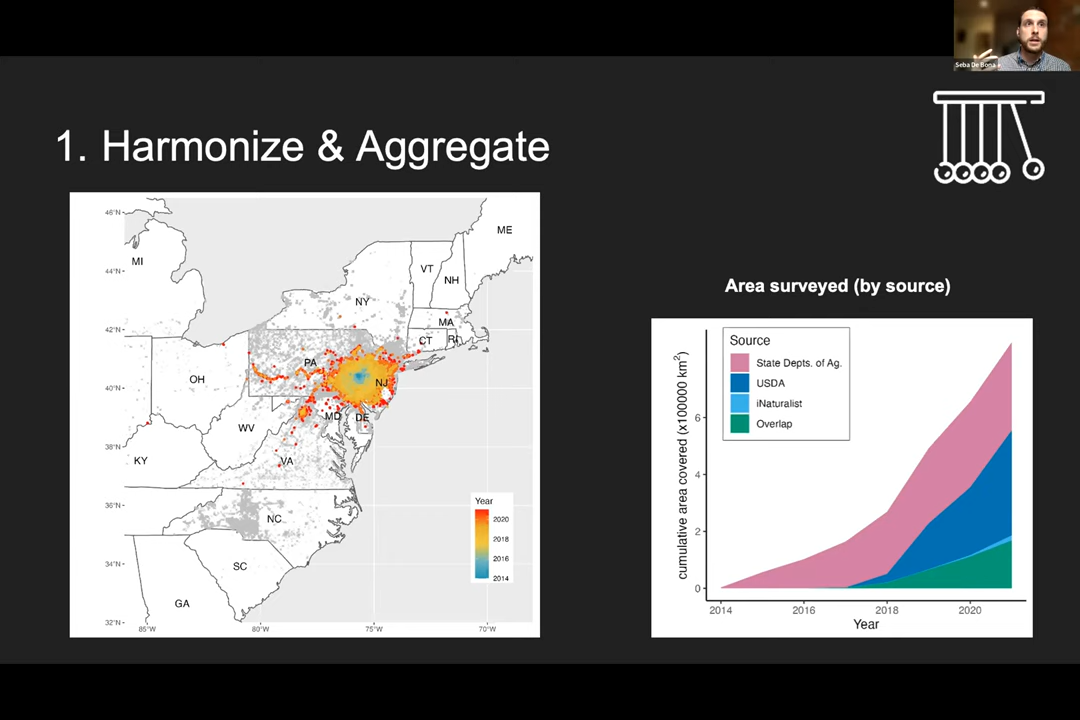 Seba De Bona
1. Harmonize & Aggregate
46°N
44°N
42°N
40°N
38°N
36°N
34°N
32°N
85°W
80°W
75°W
70°W
ME
MI
VT
NH
NY
MA
CT
RI
PA
OH
NJ
MD
DE
WV
KY
VA
NC
SC
GA
Year
2020
2018
2016
2014
Area surveyed (by source)
Source
State Depts. of Ag.
USDA
iNaturalist
Overlap
cumulative area covered (x100000 km²)
6
4
2
0
2014
2016
2018
2020
Year